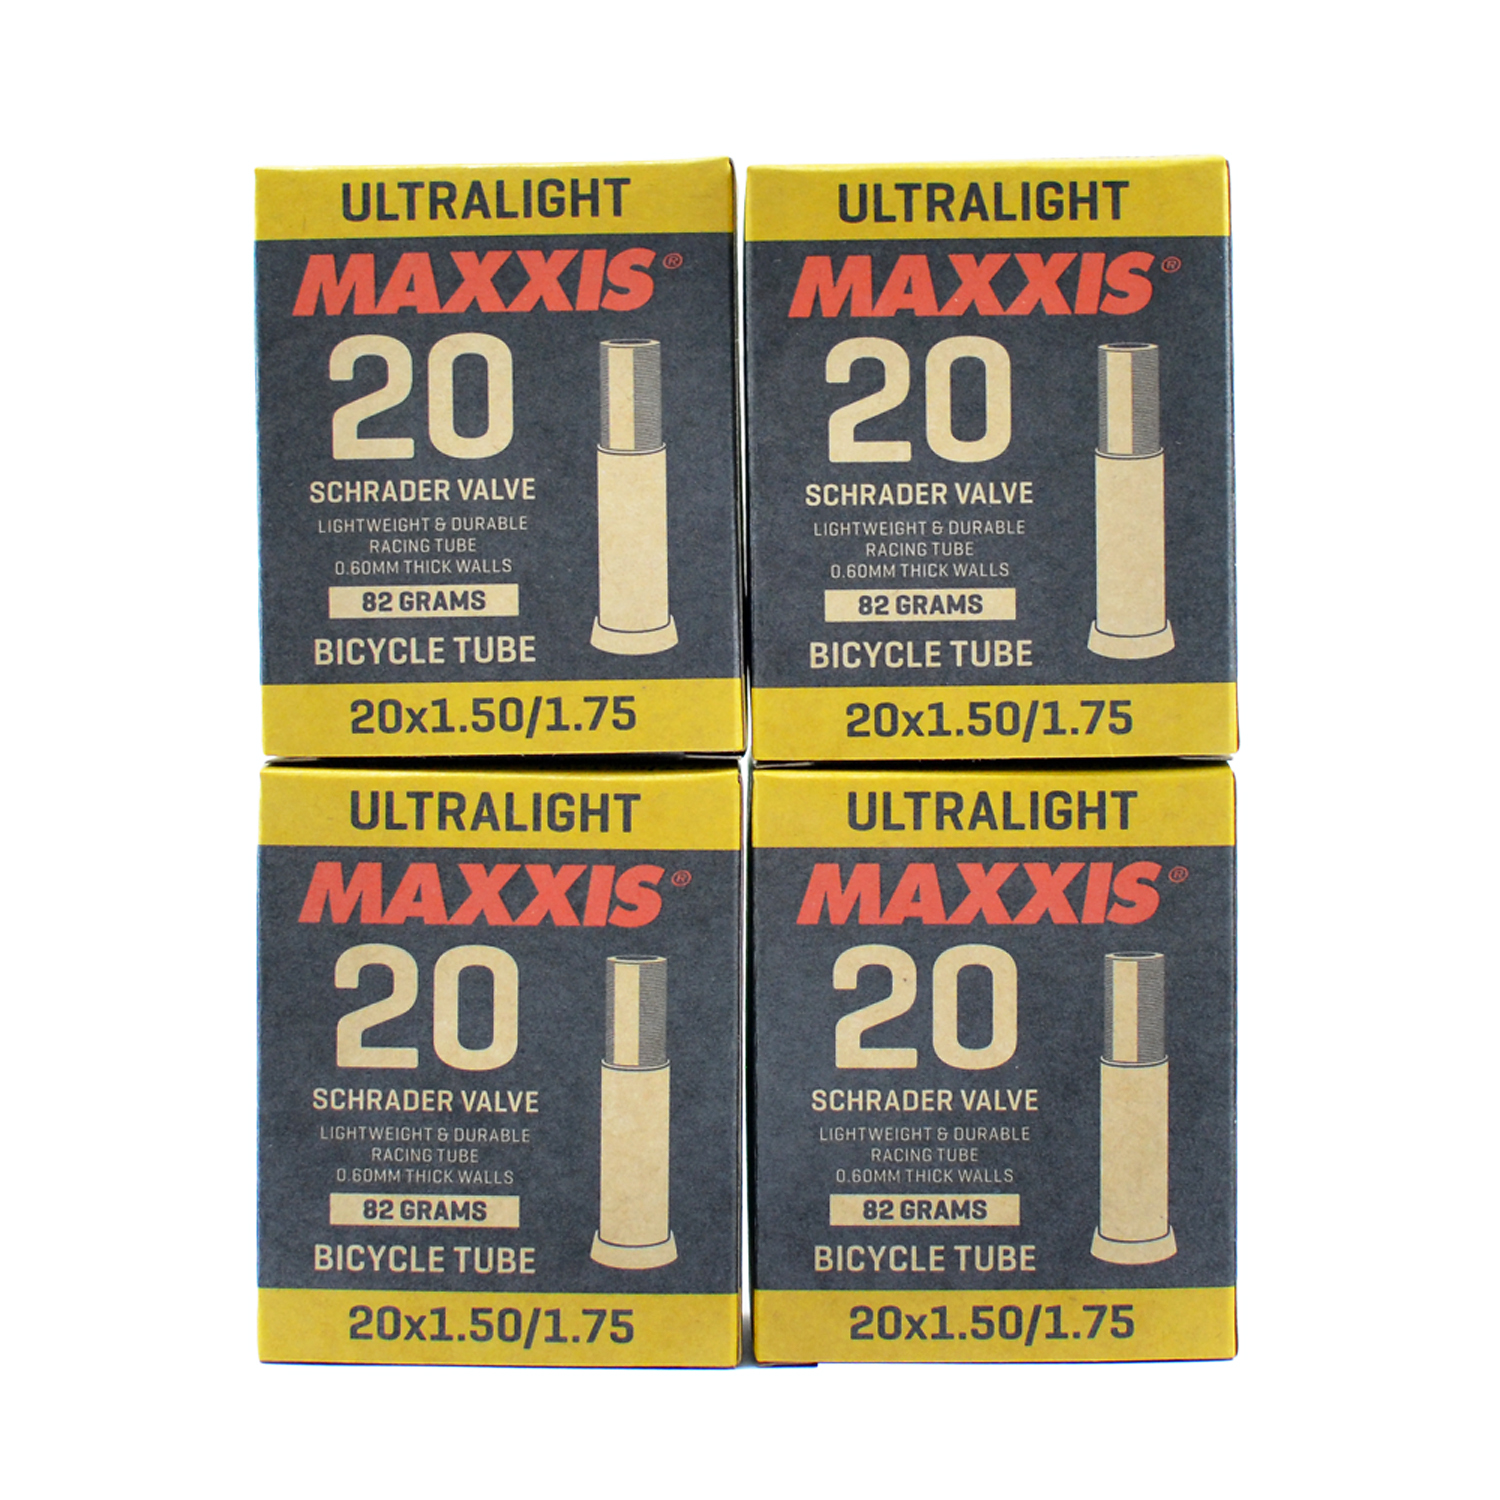 ULTRALIGHT
MAXXIS®
20
SCHRADER VALVE
LIGHTWEIGHT & DURABLE
RACING TUBE
0.60MM THICK WALLS
82 GRAMS
BICYCLE TUBE
20x1.50/1.75
ULTRALIGHT
MAXXIS®
20
SCHRADER VALVE
LIGHTWEIGHT & DURABLE
RACING TUBE
0.60MM THICK WALLS
82 GRAMS
BICYCLE TUBE
20x1.50/1.75
ULTRALIGHT
MAXXIS®
20
SCHRADER VALVE
LIGHTWEIGHT & DURABLE
RACING TUBE
0.60MM THICK WALLS
82 GRAMS
BICYCLE TUBE
20x1.50/1.75
ULTRALIGHT
MAXXIS®
20
SCHRADER VALVE
LIGHTWEIGHT & DURABLE
RACING TUBE
0.60MM THICK WALLS
82 GRAMS
BICYCLE TUBE
20x1.50/1.75